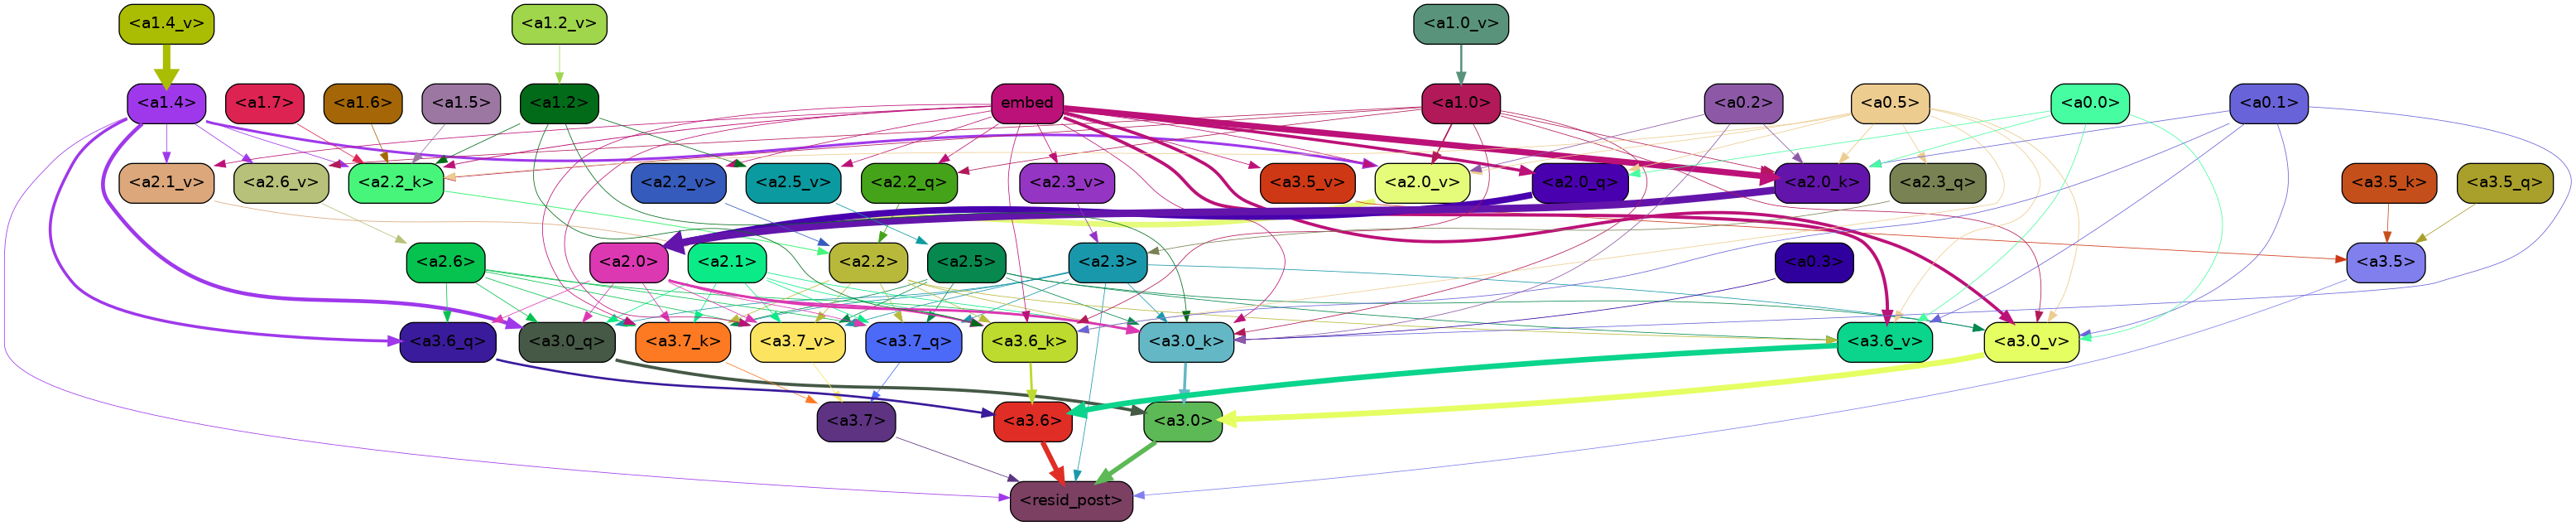 <a1.4_v> <a1.2_v> <a1.0_v>
<a1.4> <a1.7> <a1.6> <a1.5> <a1.2> embed <a1.0> <a0.2> <a0.5> <a0.0> <a0.1>
<a2.1_v> <a2.6_v> <a2.2_k> <a2.2_v> <a2.5_v> <a2.2_q> <a2.3_v> <a3.5_v> <a2.0_v> <a2.0_q> <a2.0_k> <a2.3_q> <a3.5_k> <a3.5_q>
<a2.6> <a2.0> <a2.1> <a2.2> <a2.5> <a2.3> <a0.3> <a3.5>
<a3.6_q> <a3.0_q> <a3.7_k> <a3.7_v> <a3.7_q> <a3.6_k> <a3.0_k> <a3.6_v> <a3.0_v>
<a3.7> <a3.6> <a3.0>
<resid_post>